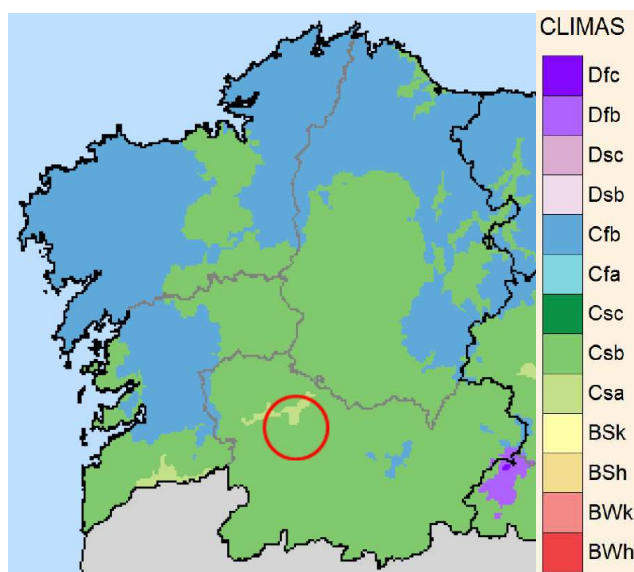 CLIMAS
Dfc
Dfb
Dsc
Dsb
Cfb
Cfa
Csc
Csb
Csa
BSk
BSh
BWk
BWh